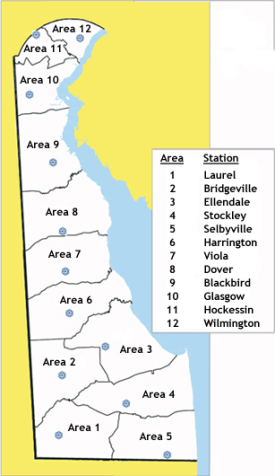 Area 12
Area 11
Area 10
Area 9
Area 8
Area 7
Area 6
Area 3
Area 2
Area 4
Area 1
Area 5
Area Station
1 Laurel
2 Bridgeville
3 Ellendale
4 Stockley
5 Selbyville
6 Harrington
7 Viola
8 Dover
9 Blackbird
10 Glasgow
11 Hockessin
12 Wilmington